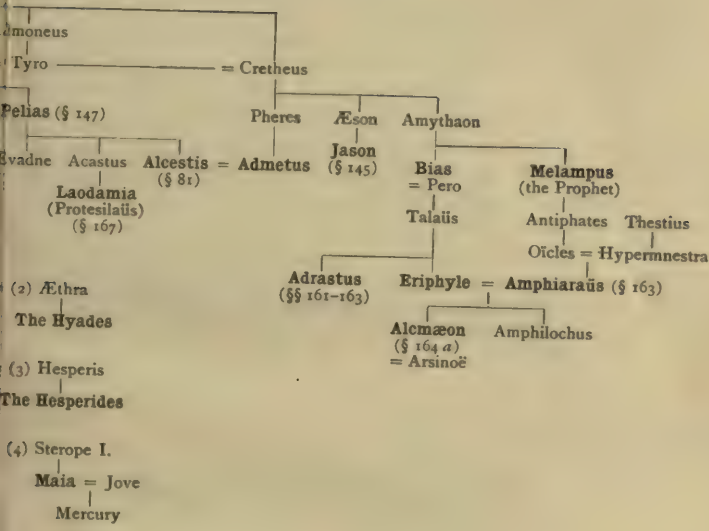 Tyro = Cretheus
Pelias (§ 147) Pheres Æson Amythaon
Evadne Acastus Alcestis = Admetus Jason Bias Melampus
(§ 81) (§ 145) = Pero (the Prophet)
Laodamia
(Protesilaüs) Talaüs Antiphates Thestius
(§ 167)
Oïcles = Hypermnestra
Adrastus Eriphyle = Amphiaraüs (§ 163)
(§§ 161–163)
(2) Æthra
The Hyades Alcmæon Amphilochus
(§ 164 a)
= Arsinoë
(3) Hesperis
The Hesperides
(4) Sterope I.
Maia = Jove
Mercury